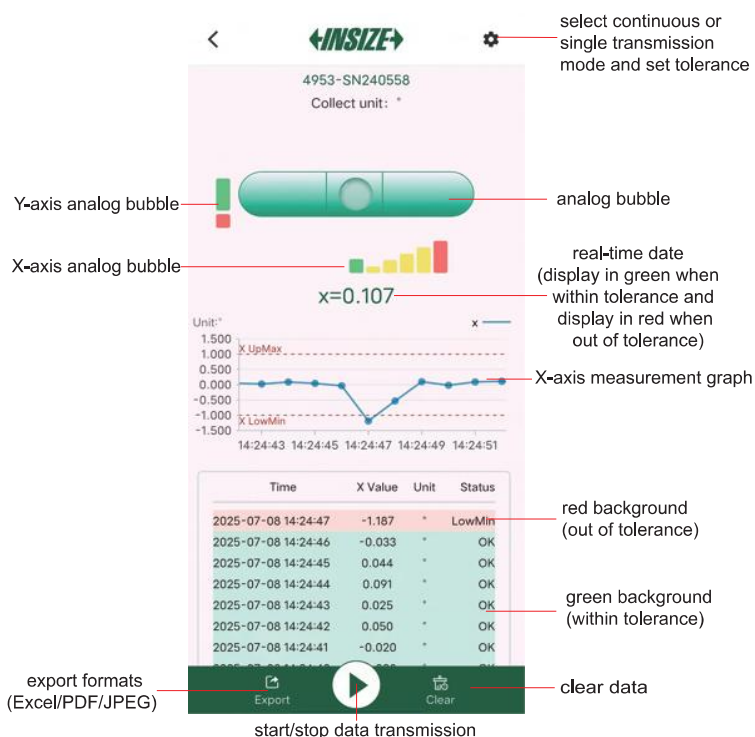 select continuous or
single transmission
mode and set tolerance
INSIZE
4953-SN240558
Collect unit: °
Y-axis analog bubble
analog bubble
X-axis analog bubble
real-time date
(display in green when
within tolerance and
display in red when
out of tolerance)
x=0.107
Unit:°
x
1.500
1.000
0.500
0.000
-0.500
-1.000
-1.500
X UpMax
X LowMin
X-axis measurement graph
14:24:43 14:24:45 14:24:47 14:24:49 14:24:51
Time X Value Unit Status
2025-07-08 14:24:47 -1.187 ° LowMin
2025-07-08 14:24:46 -0.033 ° OK
2025-07-08 14:24:45 0.044 ° OK
2025-07-08 14:24:44 0.091 ° OK
2025-07-08 14:24:43 0.025 ° OK
2025-07-08 14:24:42 0.050 ° OK
2025-07-08 14:24:41 -0.020 ° OK
red background
(out of tolerance)
green background
(within tolerance)
export formats
(Excel/PDF/JPEG)
Export
Clear
clear data
start/stop data transmission